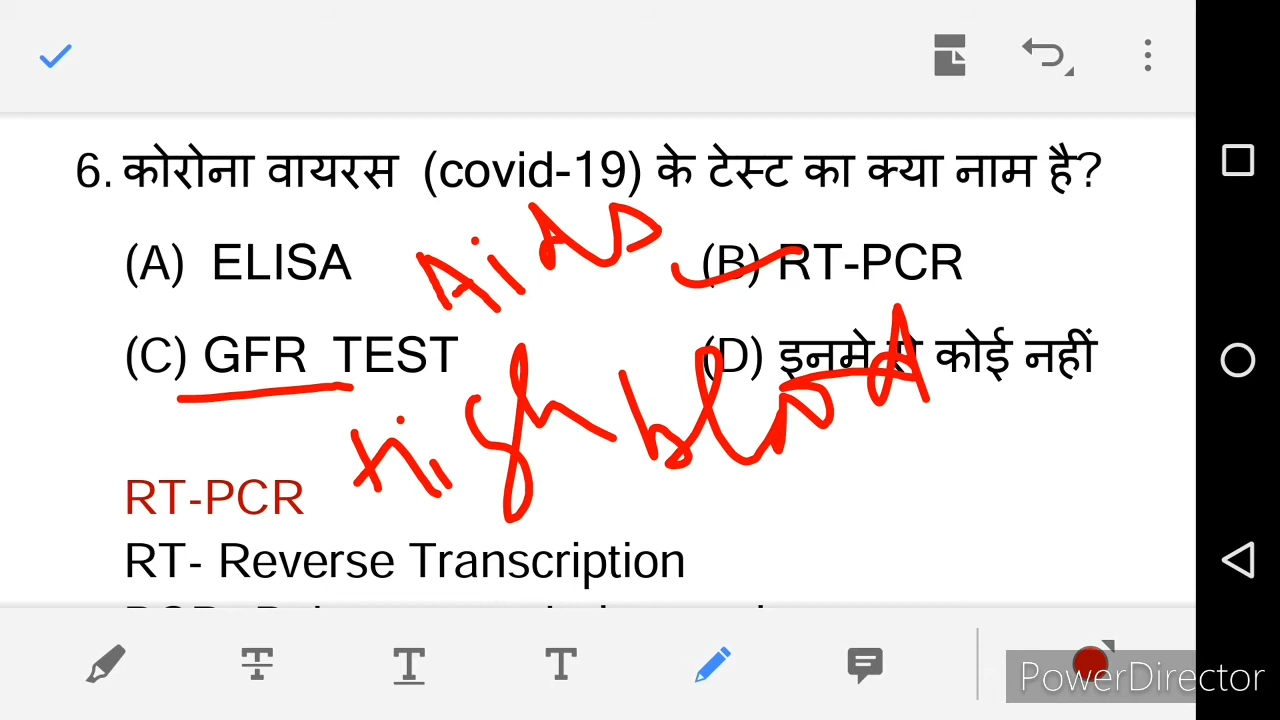 6. कोरोना वायरस (covid-19) के टेस्ट का क्या नाम है?
(A) ELISA Aids (B) RT-PCR
(C) GFR TEST (D) इनमे से कोई नहीं
High blood
RT-PCR
RT- Reverse Transcription
PowerDirector